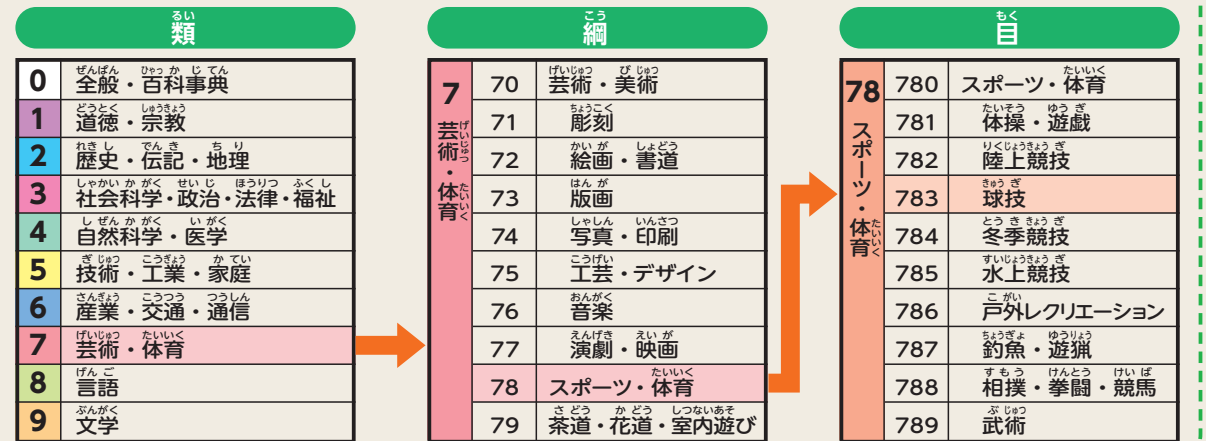 類
0 全般・百科事典
1 道徳・宗教
2 歴史・伝記・地理
3 社会科学・政治・法律・福祉
4 自然科学・医学
5 技術・工業・家庭
6 産業・交通・通信
7 芸術・体育
8 言語
9 文学
綱
7 芸術・体育
70 芸術・美術
71 彫刻
72 絵画・書道
73 版画
74 写真・印刷
75 工芸・デザイン
76 音楽
77 演劇・映画
78 スポーツ・体育
79 茶道・花道・室内遊び
目
78 スポーツ・体育
780 スポーツ・体育
781 体操・遊戯
782 陸上競技
783 球技
784 冬季競技
785 水上競技
786 戸外レクリエーション
787 釣魚・遊猟
788 相撲・拳闘・競馬
789 武術